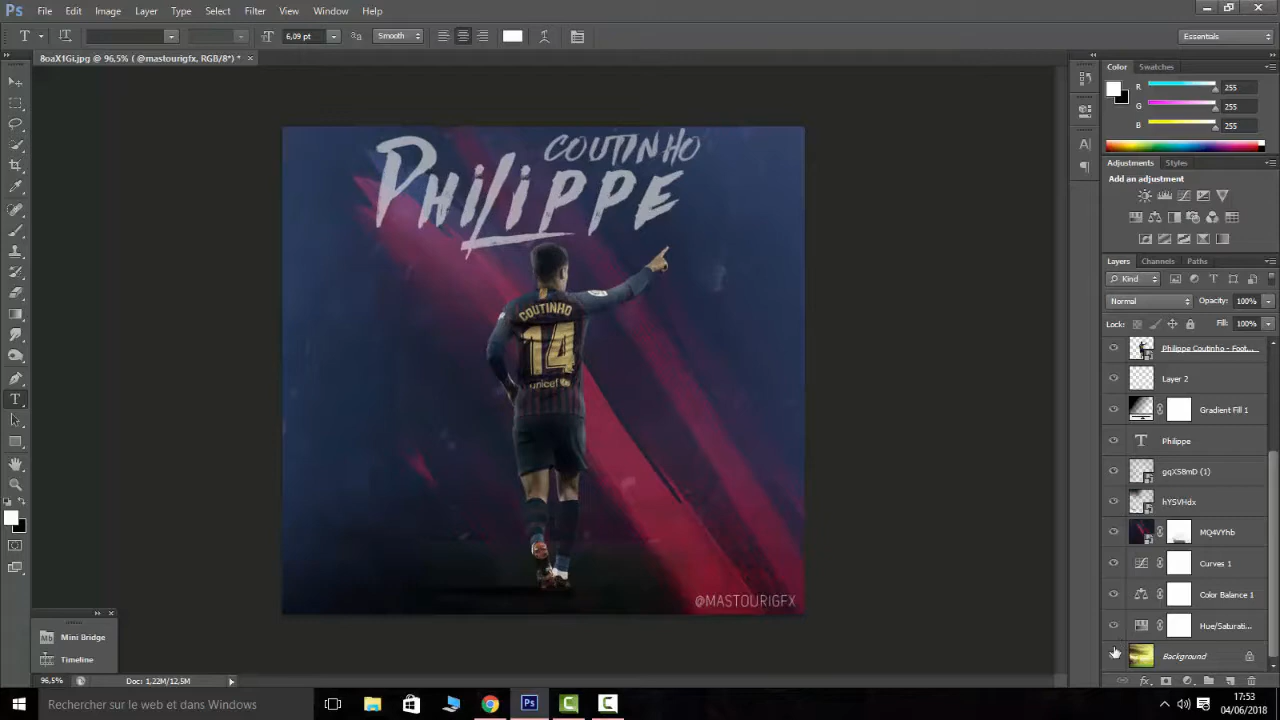 Ps File Edit Image Layer Type Select Filter View Window Help
T 6,09 pt Smooth Essentials
8oaX1Gi.jpg @ 96,5% ( @mastourigfx, RGB/8*) *
Color Swatches
R 255
G 255
B 255
Adjustments Styles
Add an adjustment
Layers Channels Paths
Kind
Normal Opacity: 100%
Lock: Fill: 100%
Philippe Coutinho - Foot...
Layer 2
Gradient Fill 1
Philippe
gqXS8mD (1)
hYSVHdx
MQ4VYhb
Curves 1
Color Balance 1
Hue/Saturati...
Background
COUTINHO
PHILIPPE
COUTINHO
14
unicef
@MASTOURIGFX
Mb Mini Bridge
Timeline
96,5% Doc: 1,22M/12,5M
Rechercher sur le web et dans Windows
17:53
04/06/2018